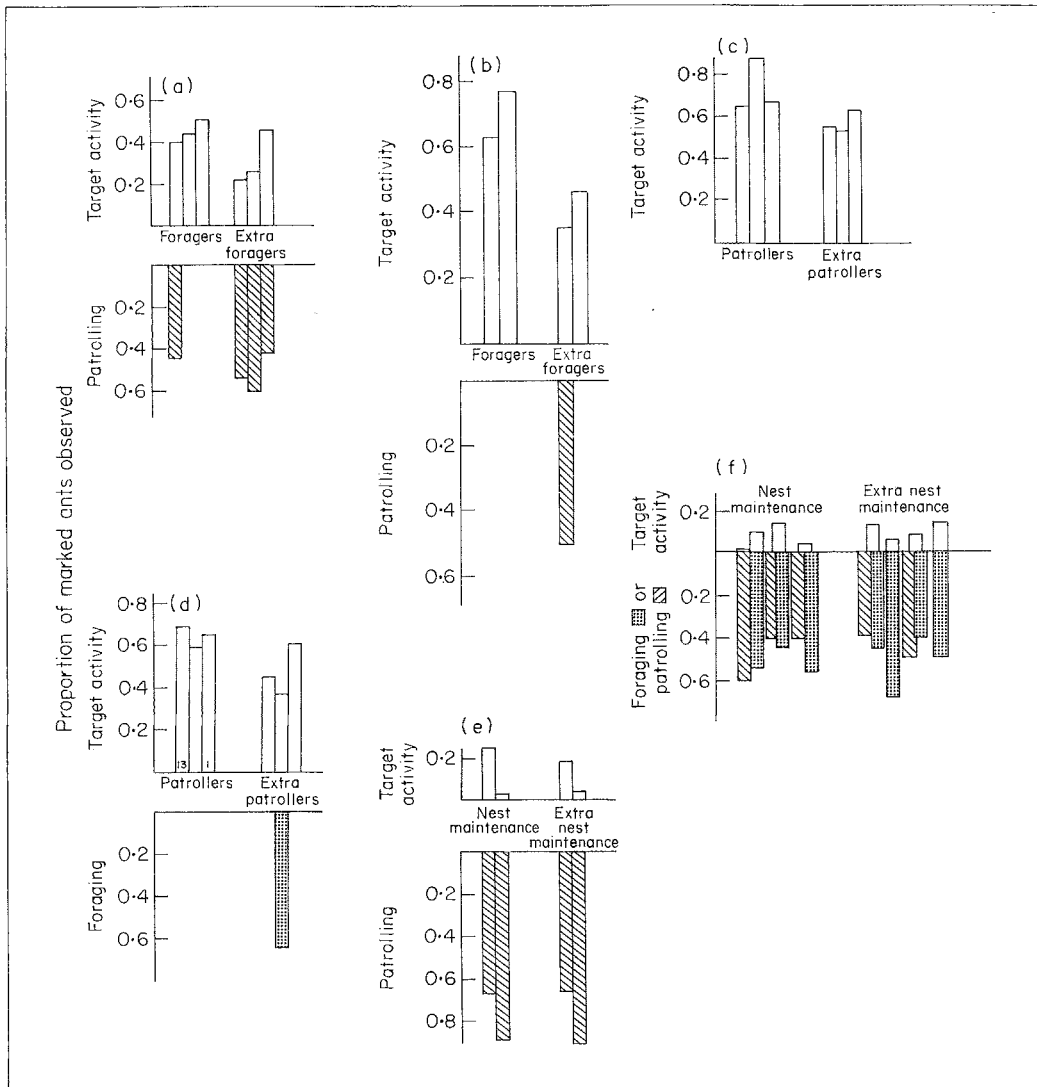 Proportion of marked ants observed
(a)
Target activity
0·6
0·4
0·2
Foragers
Extra
foragers
Patrolling
0·2
0·4
0·6
(b)
Target activity
0·8
0·6
0·4
0·2
Foragers
Extra
foragers
Patrolling
0·2
0·4
0·6
(c)
Target activity
0·8
0·6
0·4
0·2
Patrollers
Extra
patrollers
(d)
Target activity
0·8
0·6
0·4
0·2
13
1
Patrollers
Extra
patrollers
Foraging
0·2
0·4
0·6
(e)
Target
activity
0·2
Nest
maintenance
Extra
nest
maintenance
Patrolling
0·2
0·4
0·6
0·8
(f)
Target
activity
0·2
Nest
maintenance
Extra nest
maintenance
Foraging or
patrolling
0·2
0·4
0·6